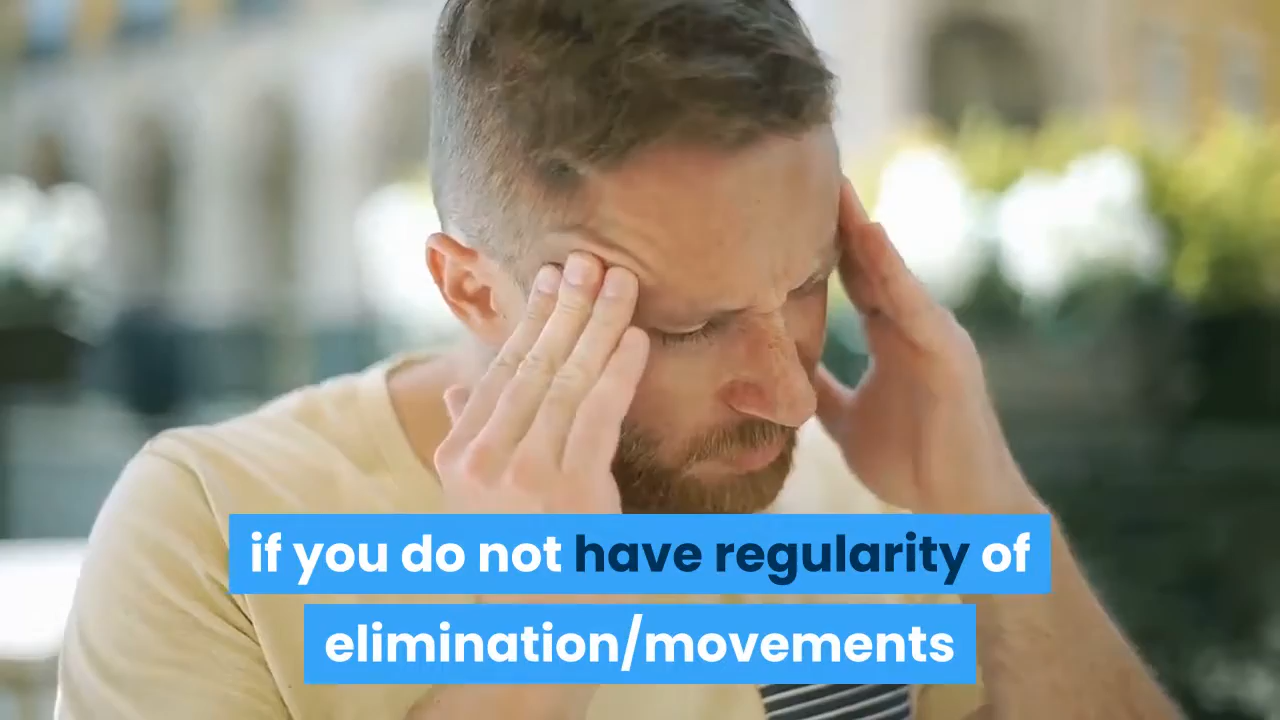 if you do not have regularity of
elimination/movements